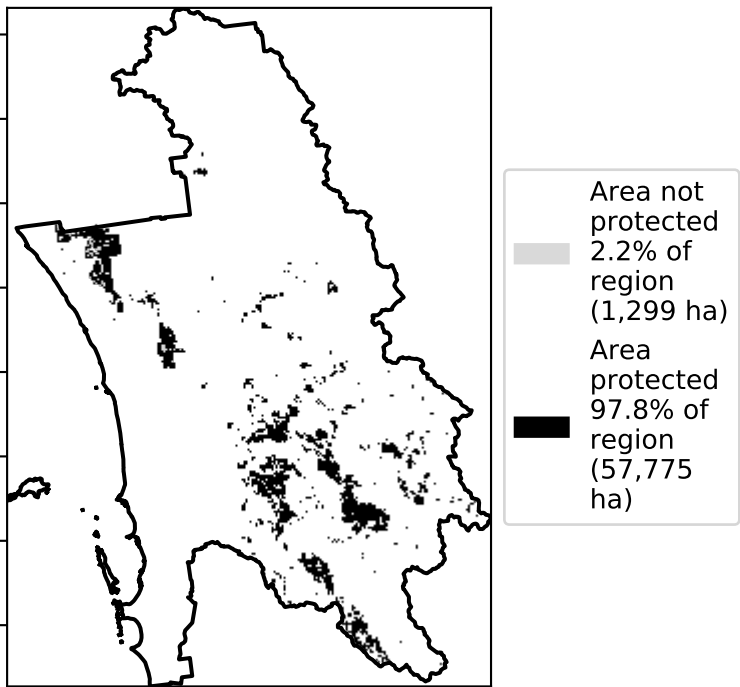 Area not
protected
2.2% of
region
(1,299 ha)
Area
protected
97.8% of
region
(57,775
ha)